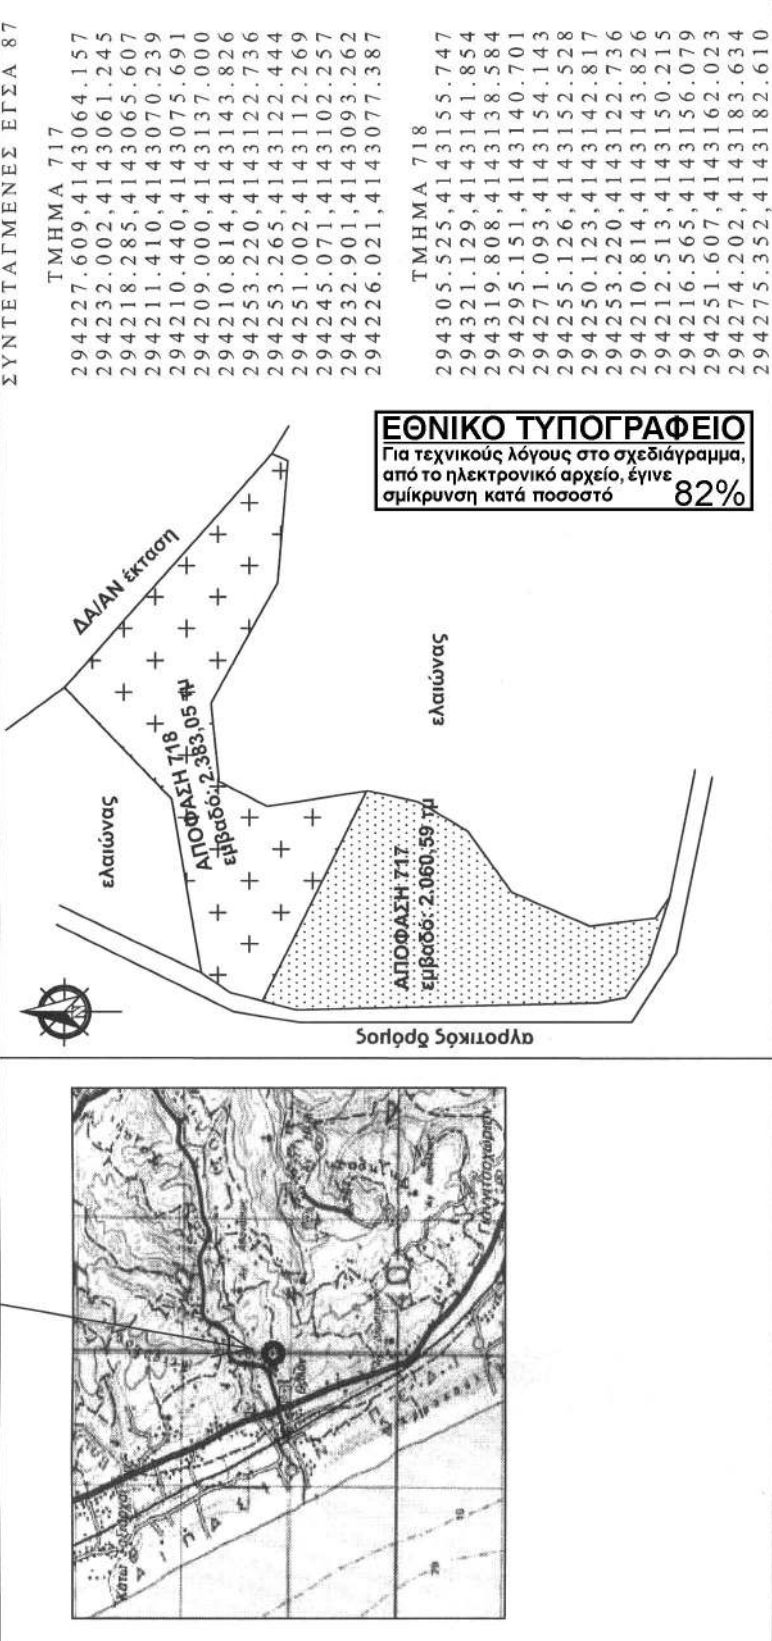 ΣΥΝΤΕΤΑΓΜΕΝΕΣ ΕΓΣΑ 87
ΤΜΗΜΑ 717
294227.609,4143064.157
294232.002,4143061.245
294218.285,4143065.607
294211.410,4143070.239
294210.440,4143075.691
294209.000,4143137.000
294210.814,4143143.826
294253.220,4143122.736
294253.265,4143122.444
294251.002,4143112.269
294245.071,4143102.257
294232.901,4143093.262
294226.021,4143077.387
ΤΜΗΜΑ 718
294305.525,4143155.747
294321.129,4143141.854
294319.808,4143138.584
294295.151,4143140.701
294271.093,4143154.143
294255.126,4143152.528
294250.123,4143142.817
294253.220,4143122.736
294210.814,4143143.826
294212.513,4143150.215
294216.565,4143156.079
294251.607,4143162.023
294274.202,4143183.634
294275.352,4143182.610
ΕΘΝΙΚΟ ΤΥΠΟΓΡΑΦΕΙΟ
Για τεχνικούς λόγους στο σχεδιάγραμμα,
από το ηλεκτρονικό αρχείο, έγινε
σμίκρυνση κατά ποσοστό 82%
ΔΑ/ΑΝ έκταση
ελαιώνας
ΑΠΟΦΑΣΗ 718
εμβαδό: 2.383,05 τμ
ελαιώνας
ΑΠΟΦΑΣΗ 717
εμβαδό: 2.060,59 τμ
αγροτικός δρόμος
Γιαννιτσοχώριον
Κάτω
40